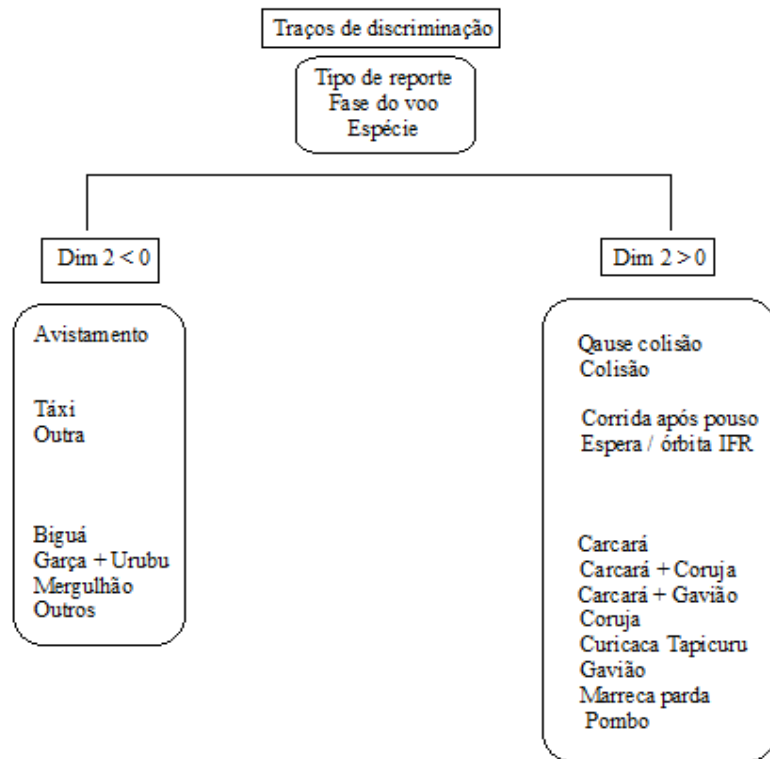 Traços de discriminação
Tipo de reporte
Fase do voo
Espécie
Dim 2 < 0
Avistamento
Táxi
Outra
Biguá
Garça + Urubu
Mergulhão
Outros
Dim 2 > 0
Qause colisão
Colisão
Corrida após pouso
Espera / órbita IFR
Carcará
Carcará + Coruja
Carcará + Gavião
Coruja
Curicaca Tapicuru
Gavião
Marreca parda
Pombo